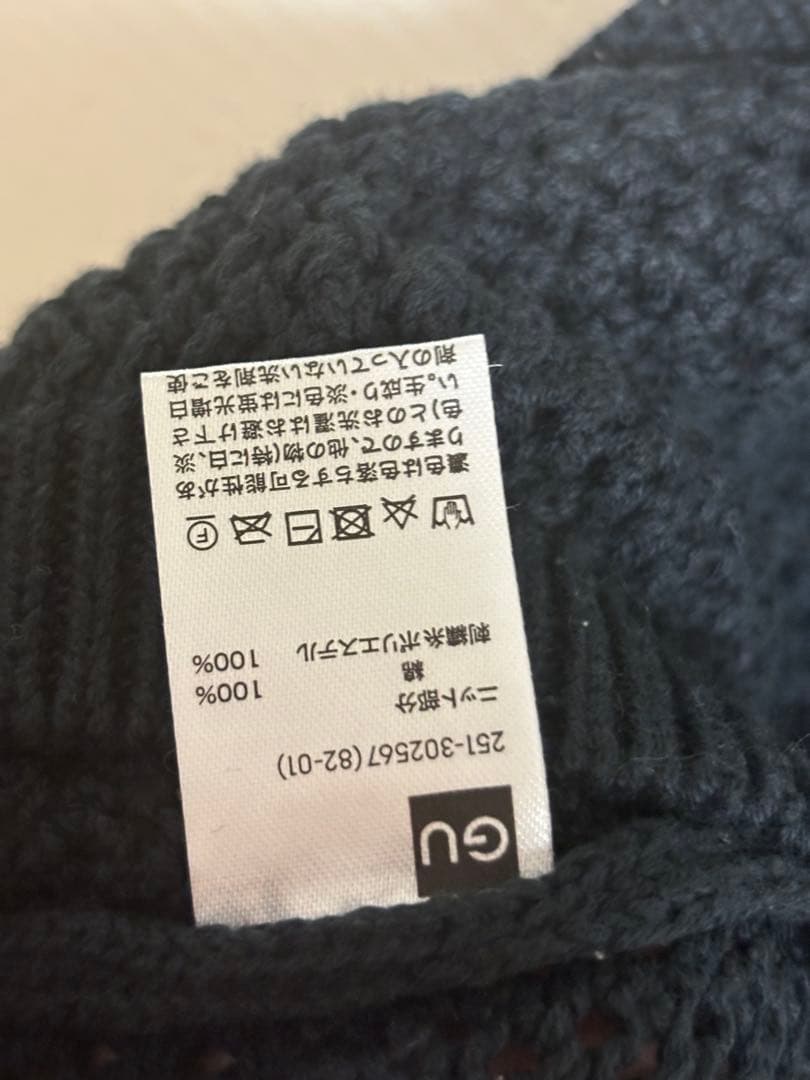 GU
251-302567 (82-01)
ニット部分
綿 100%
刺繍糸ポリエステル 100%
F
濃色は色落ちする可能性があ
りますので、他の物(特に白、淡
色)とのお洗濯はお避け下さ
い。生成り・淡色には蛍光増白
剤の入っていない洗剤をご使